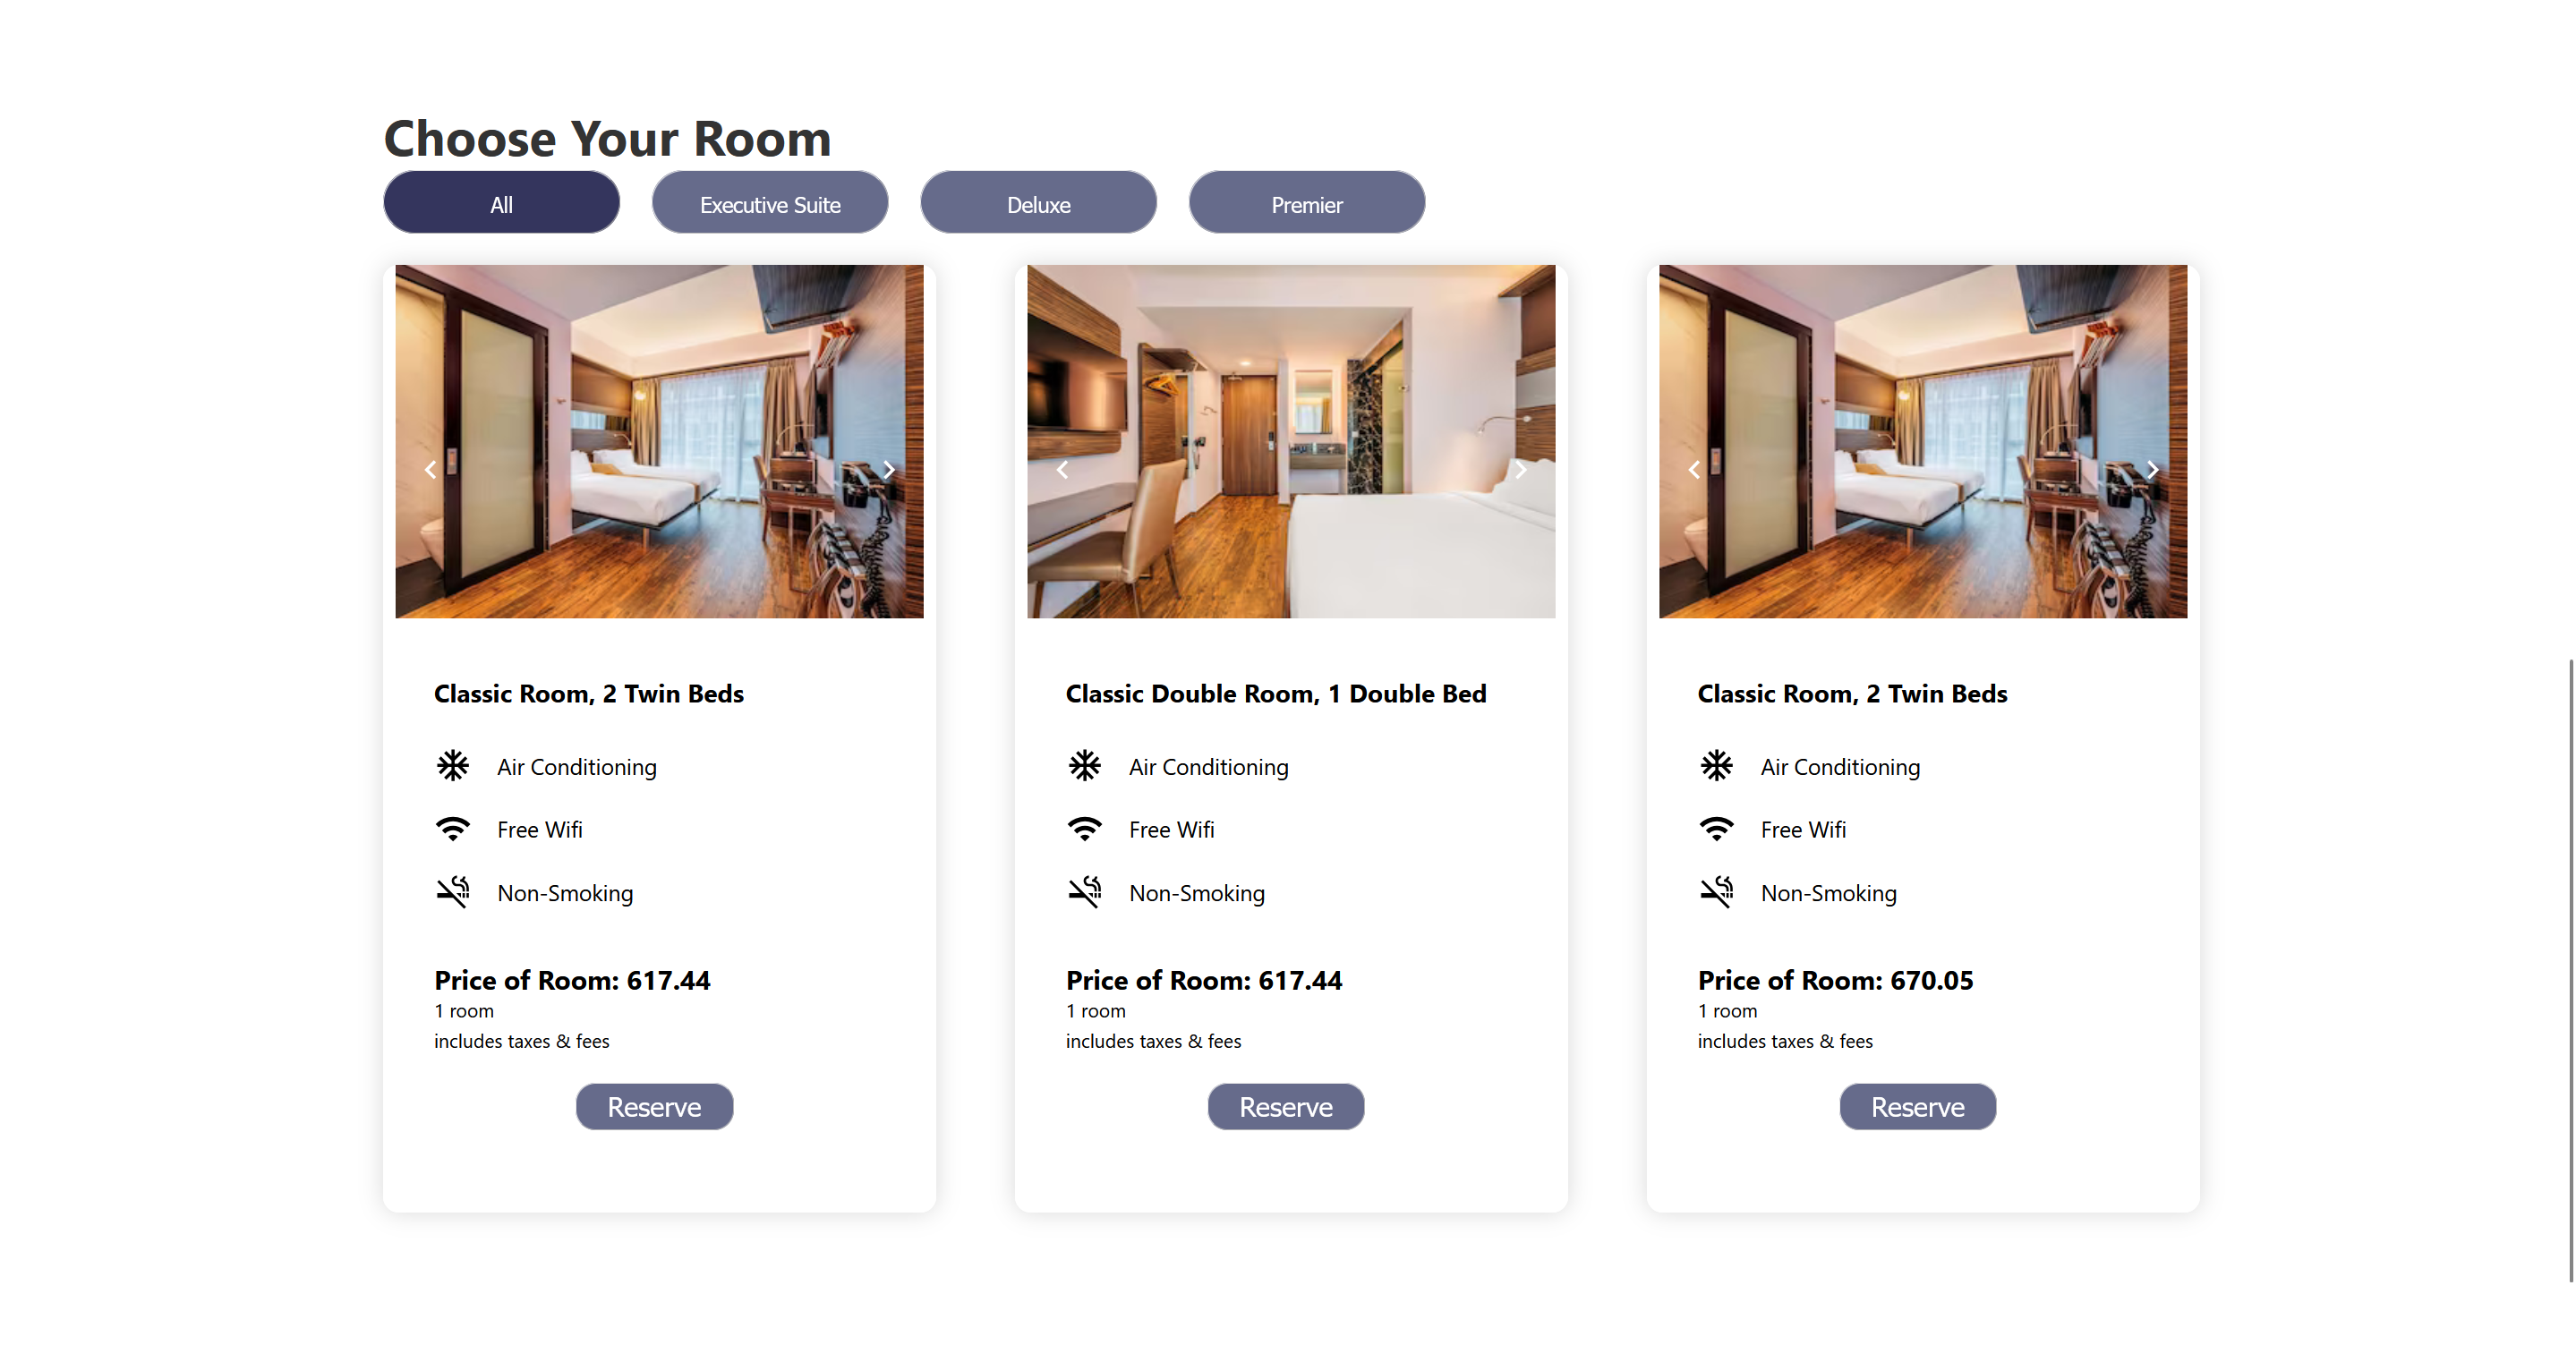 Choose Your Room
All
Executive Suite
Deluxe
Premier
Classic Room, 2 Twin Beds
Air Conditioning
Free Wifi
Non-Smoking
Price of Room: 617.44
1 room
includes taxes & fees
Reserve
Classic Double Room, 1 Double Bed
Air Conditioning
Free Wifi
Non-Smoking
Price of Room: 617.44
1 room
includes taxes & fees
Reserve
Classic Room, 2 Twin Beds
Air Conditioning
Free Wifi
Non-Smoking
Price of Room: 670.05
1 room
includes taxes & fees
Reserve